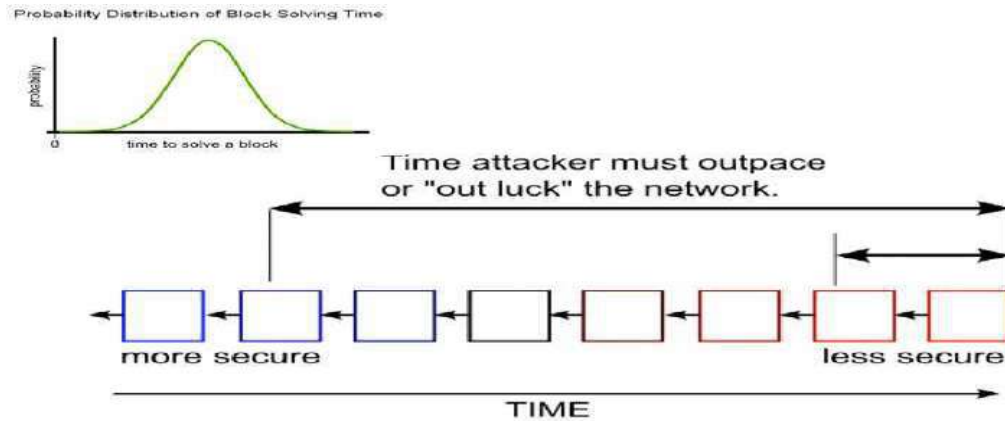 Probability Distribution of Block Solving Time
probability
0
time to solve a block
Time attacker must outpace
or "out luck" the network.
more secure
less secure
TIME